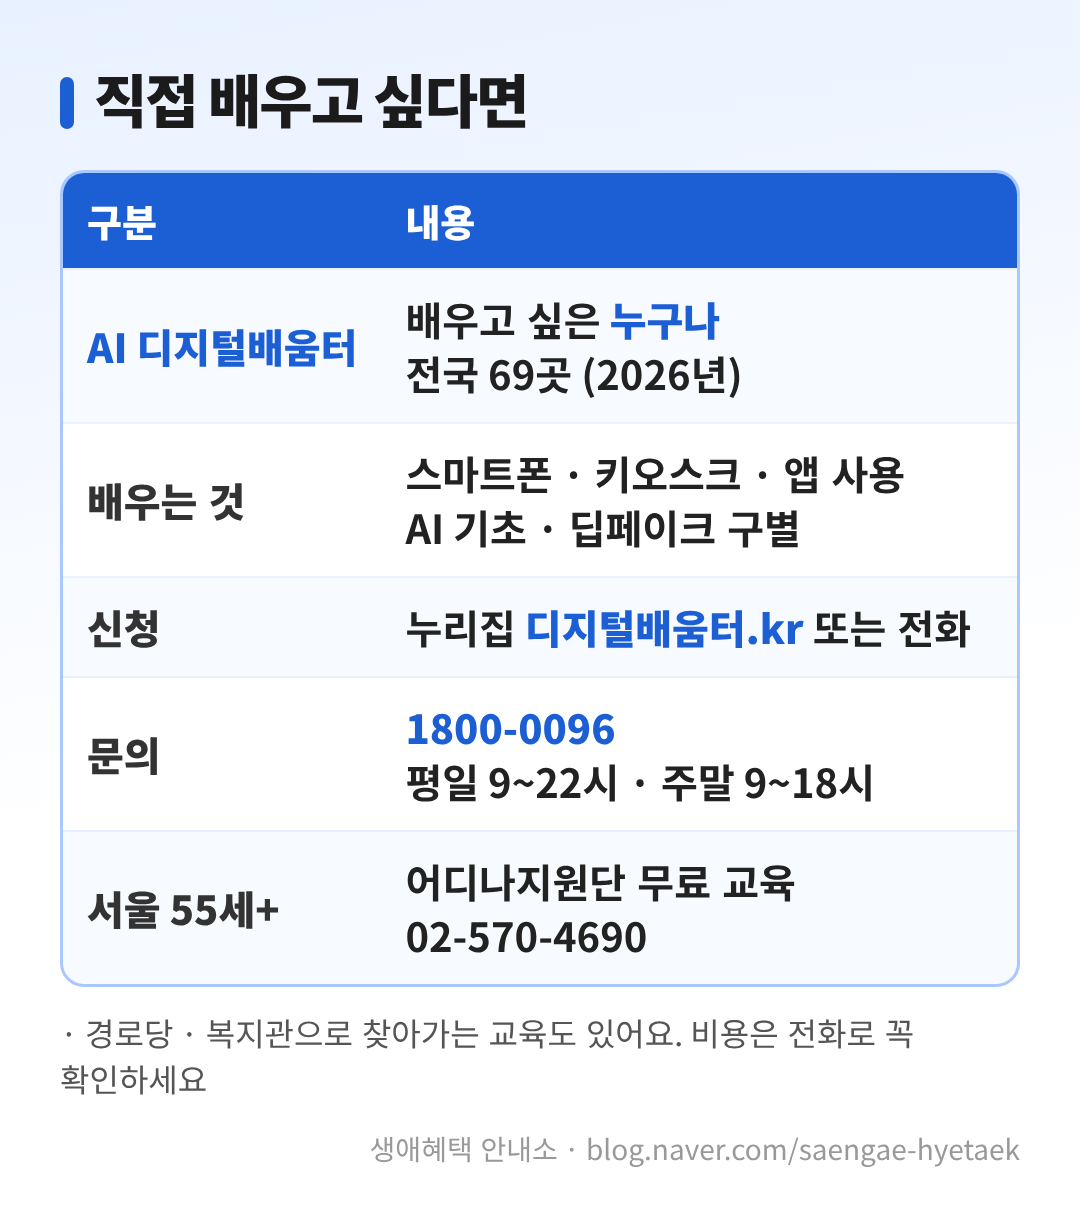 직접 배우고 싶다면
구분 내용
AI 디지털배움터
배우고 싶은 누구나
전국 69곳 (2026년)
배우는 것
스마트폰 · 키오스크 · 앱 사용
AI 기초 · 딥페이크 구별
신청
누리집 디지털배움터.kr 또는 전화
문의
1800-0096
평일 9~22시 · 주말 9~18시
서울 55세+
어디나지원단 무료 교육
02-570-4690
· 경로당 · 복지관으로 찾아가는 교육도 있어요. 비용은 전화로 꼭
확인하세요
생애혜택 안내소 · blog.naver.com/saengae-hyetaek